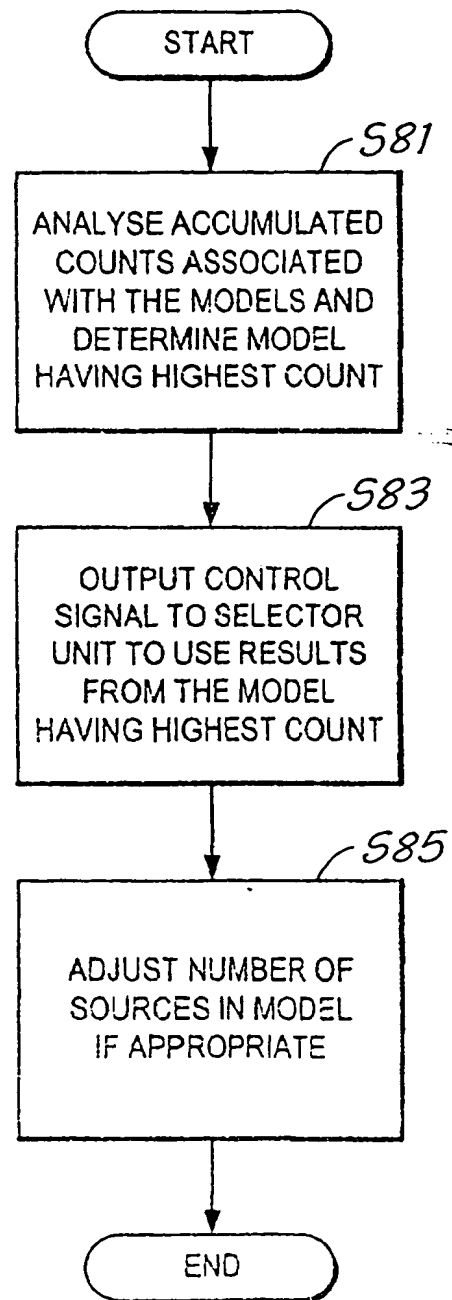 START
S81
ANALYSE ACCUMULATED
COUNTS ASSOCIATED
WITH THE MODELS AND
DETERMINE MODEL
HAVING HIGHEST COUNT
S83
OUTPUT CONTROL
SIGNAL TO SELECTOR
UNIT TO USE RESULTS
FROM THE MODEL
HAVING HIGHEST COUNT
S85
ADJUST NUMBER OF
SOURCES IN MODEL
IF APPROPRIATE
END